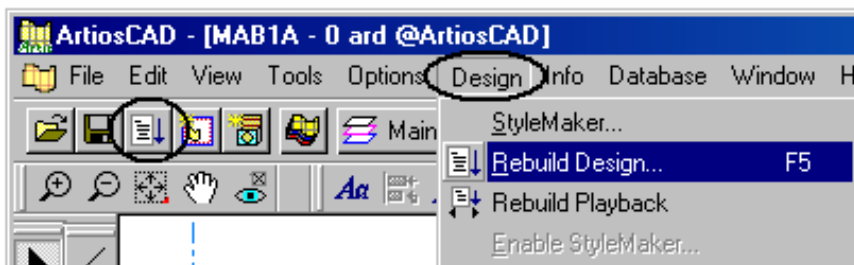 ArtiosCAD - [MAB1A - 0 ard @ArtiosCAD]
File Edit View Tools Options Design Info Database Window H
Main
StyleMaker...
Rebuild Design... F5
Aa
Rebuild Playback
Enable StyleMaker...